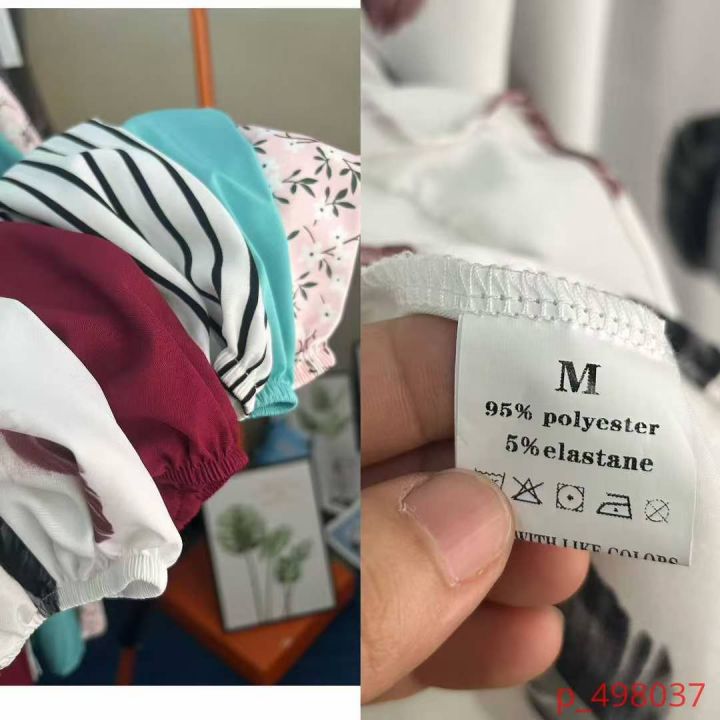 M
95% polyester
5%elastane
WITH LIKE COLORS
p_498037